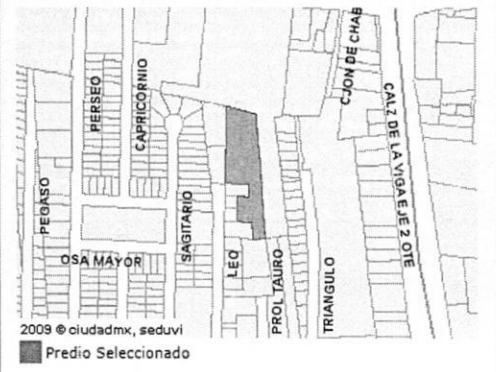 PERSEO
CAPRICORNIO
CJON DE CHAB
CALZ DE LA VIGA EJE 2 OTE
PEGASO
SAGITARIO
OSA MAYOR
LEO
PROL TAURO
TRIANGULO
2009 © ciudadmx, seduvi
Predio Seleccionado